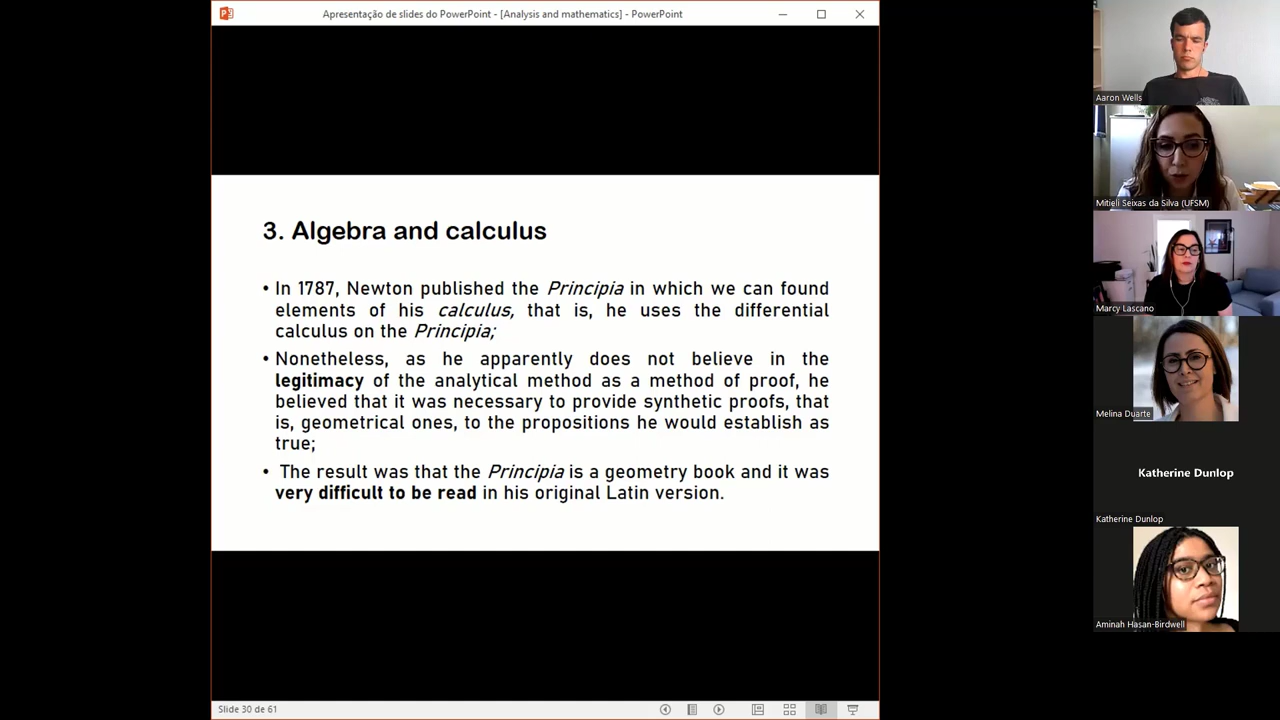 Apresentação de slides do PowerPoint - [Analysis and mathematics] - PowerPoint
3. Algebra and calculus
• In 1787, Newton published the Principia in which we can found
elements of his calculus, that is, he uses the differential
calculus on the Principia;
• Nonetheless, as he apparently does not believe in the
legitimacy of the analytical method as a method of proof, he
believed that it was necessary to provide synthetic proofs, that
is, geometrical ones, to the propositions he would establish as
true;
• The result was that the Principia is a geometry book and it was
very difficult to be read in his original Latin version.
Slide 30 de 61
Aaron Wells
Mitieli Seixas da Silva (UFSM)
Marcy Lascano
Melina Duarte
Katherine Dunlop
Katherine Dunlop
Aminah Hasan-Birdwell